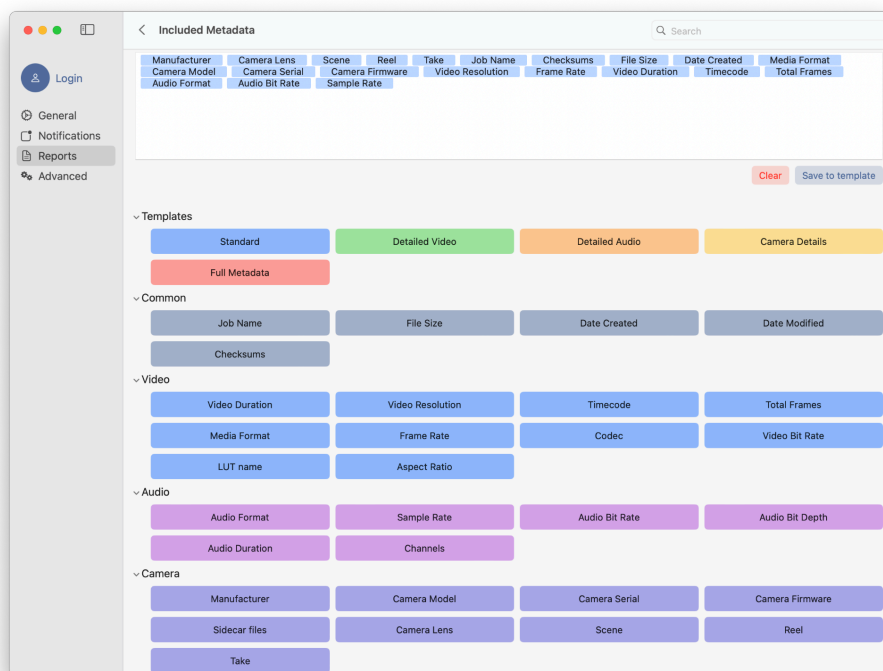 Included Metadata
Search
Login
General
Notifications
Reports
Advanced
Manufacturer Camera Lens Scene Reel Take Job Name Checksums File Size Date Created Media Format
Camera Model Camera Serial Camera Firmware Video Resolution Frame Rate Video Duration Timecode Total Frames
Audio Format Audio Bit Rate Sample Rate
Clear Save to template
Templates
Standard Detailed Video Detailed Audio Camera Details
Full Metadata
Common
Job Name File Size Date Created Date Modified
Checksums
Video
Video Duration Video Resolution Timecode Total Frames
Media Format Frame Rate Codec Video Bit Rate
LUT name Aspect Ratio
Audio
Audio Format Sample Rate Audio Bit Rate Audio Bit Depth
Audio Duration Channels
Camera
Manufacturer Camera Model Camera Serial Camera Firmware
Sidecar files Camera Lens Scene Reel
Take